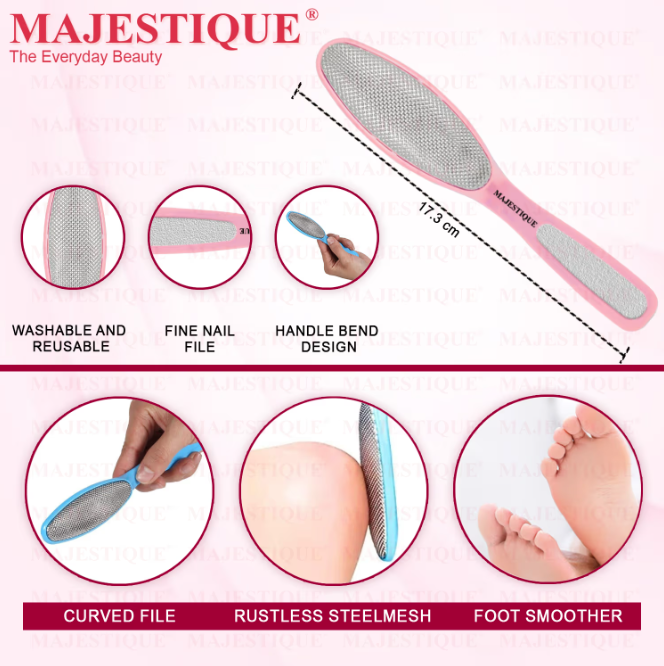 MAJESTIQUE®
The Everyday Beauty
MAJESTIQUE
17.3 cm
UE
WASHABLE AND
REUSABLE
FINE NAIL
FILE
HANDLE BEND
DESIGN
CURVED FILE
RUSTLESS STEELMESH
FOOT SMOOTHER